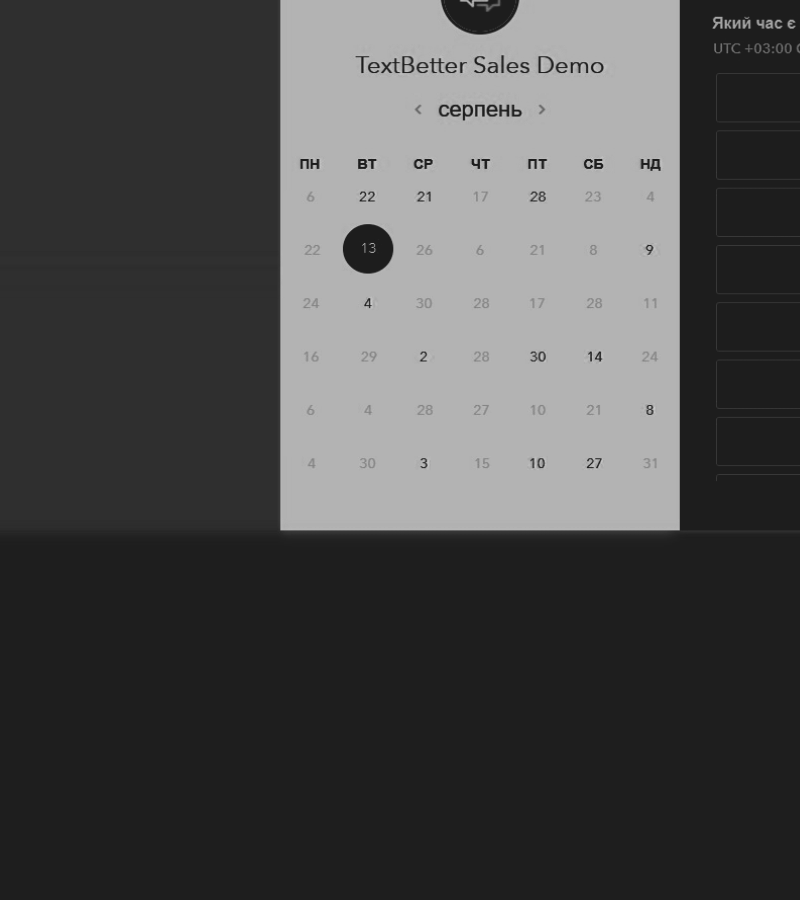 TextBetter Sales Demo
серпень
ПН ВТ СР ЧТ ПТ СБ НД
6 22 21 17 28 23 4
22 13 26 6 21 8 9
24 4 30 28 17 28 11
16 29 2 28 30 14 24
6 4 28 27 10 21 8
4 30 3 15 10 27 31
Який час є
UTC +03:00